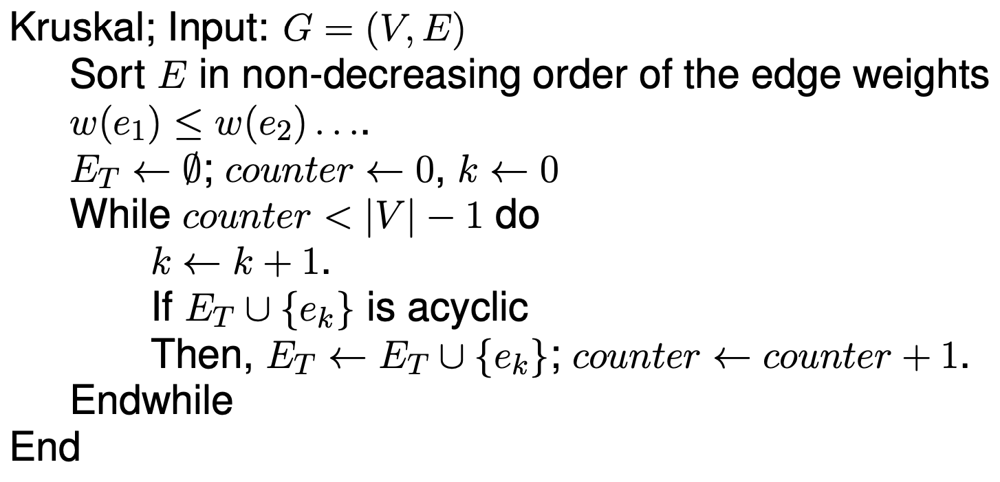 Kruskal; Input: G = (V, E)
Sort E in non-decreasing order of the edge weights
w(e₁) ≤ w(e₂) . . . .
E_T ← ∅; counter ← 0, k ← 0
While counter < |V| − 1 do
k ← k + 1.
If E_T ∪ {e_k} is acyclic
Then, E_T ← E_T ∪ {e_k}; counter ← counter + 1.
Endwhile
End